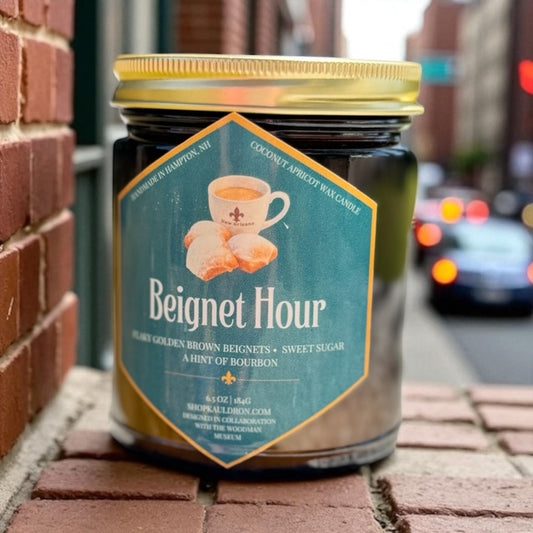 HANDMADE IN HAMPTON, NH
COCONUT APRICOT WAX CANDLE
New Orleans
Beignet Hour
FLAKY GOLDEN BROWN BEIGNETS • SWEET SUGAR
A HINT OF BOURBON
6.5 OZ | 184G
SHOPKAULDRON.COM
DESIGNED IN COLLABORATION
WITH THE WOODMAN
MUSEUM